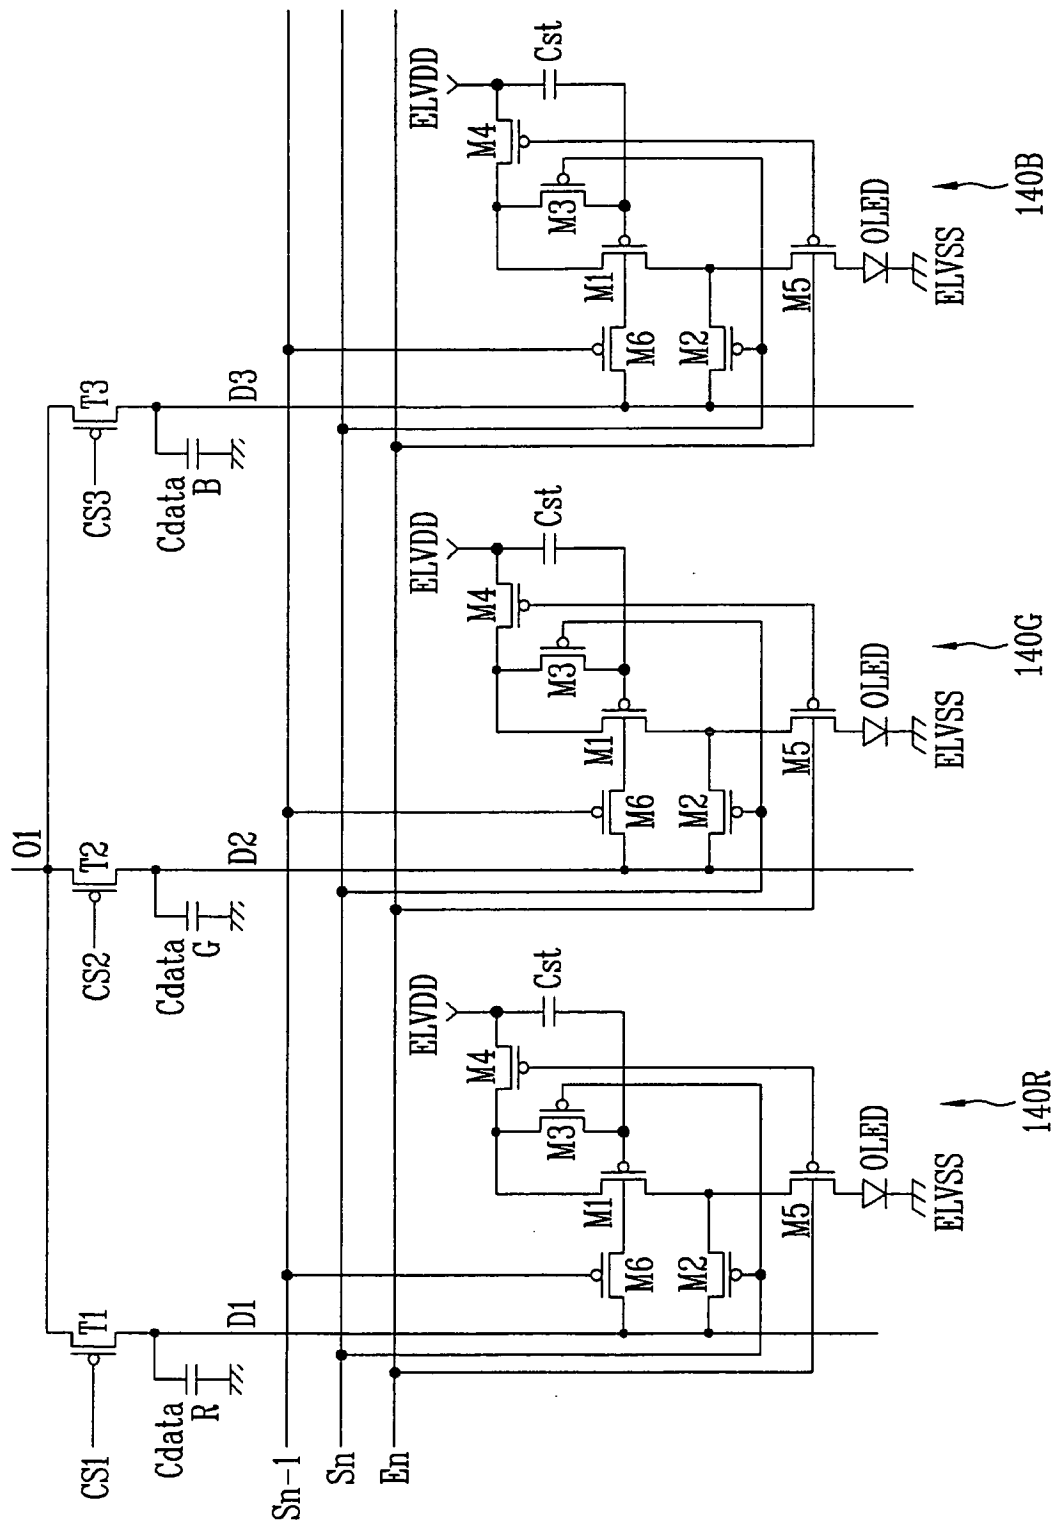 O1
CS1
T1
CS2
T2
CS3
T3
Cdata
R
D1
Cdata
G
D2
Cdata
B
D3
Sn-1
Sn
En
ELVDD
M4
Cst
M3
M1
M6
M2
M5
OLED
ELVSS
140R
ELVDD
M4
Cst
M3
M1
M6
M2
M5
OLED
ELVSS
140G
ELVDD
M4
Cst
M3
M1
M6
M2
M5
OLED
ELVSS
140B